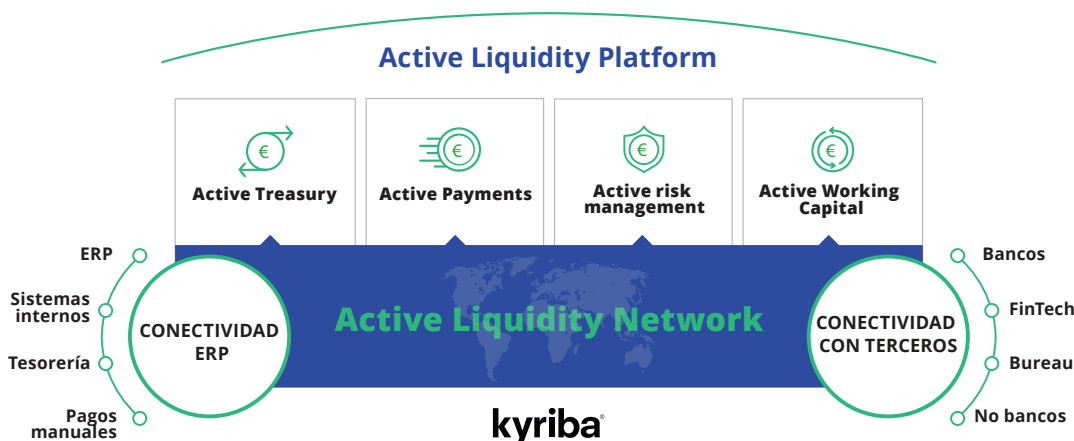 Active Liquidity Platform
€
€
€
€
Active Treasury
Active Payments
Active risk
management
Active Working
Capital
ERP
Sistemas
internos
Tesorería
Pagos
manuales
CONECTIVIDAD
ERP
Active Liquidity Network
CONECTIVIDAD
CON TERCEROS
Bancos
FinTech
Bureau
No bancos
kyriba®